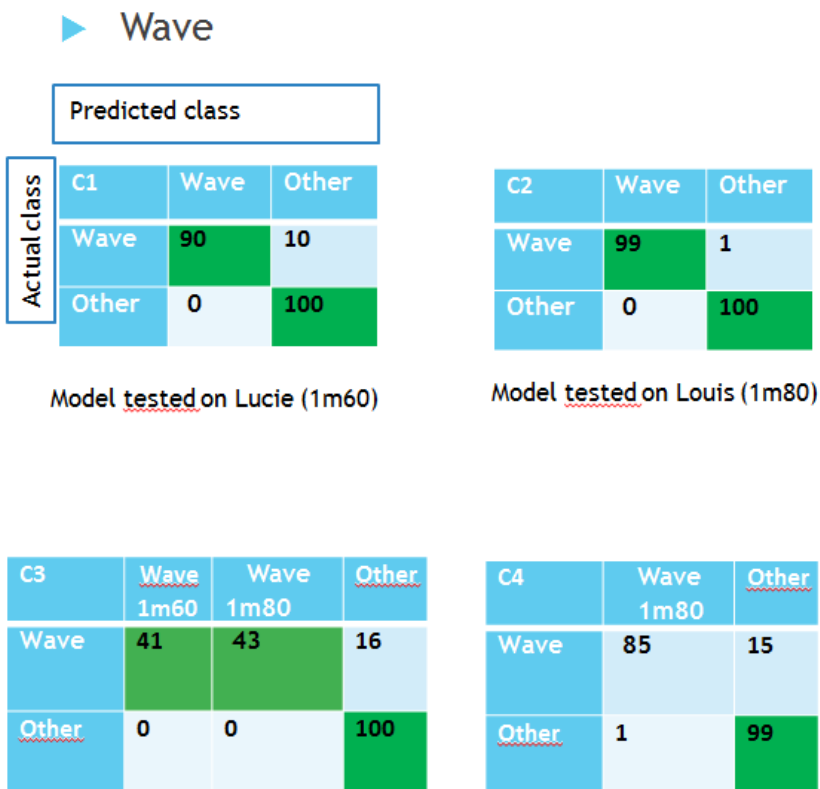 Wave
Predicted class
Actual class
C1 Wave Other
Wave 90 10
Other 0 100
Model tested on Lucie (1m60)
C2 Wave Other
Wave 99 1
Other 0 100
Model tested on Louis (1m80)
C3 Wave Wave Other
1m60 1m80
Wave 41 43 16
Other 0 0 100
C4 Wave Other
1m80
Wave 85 15
Other 1 99